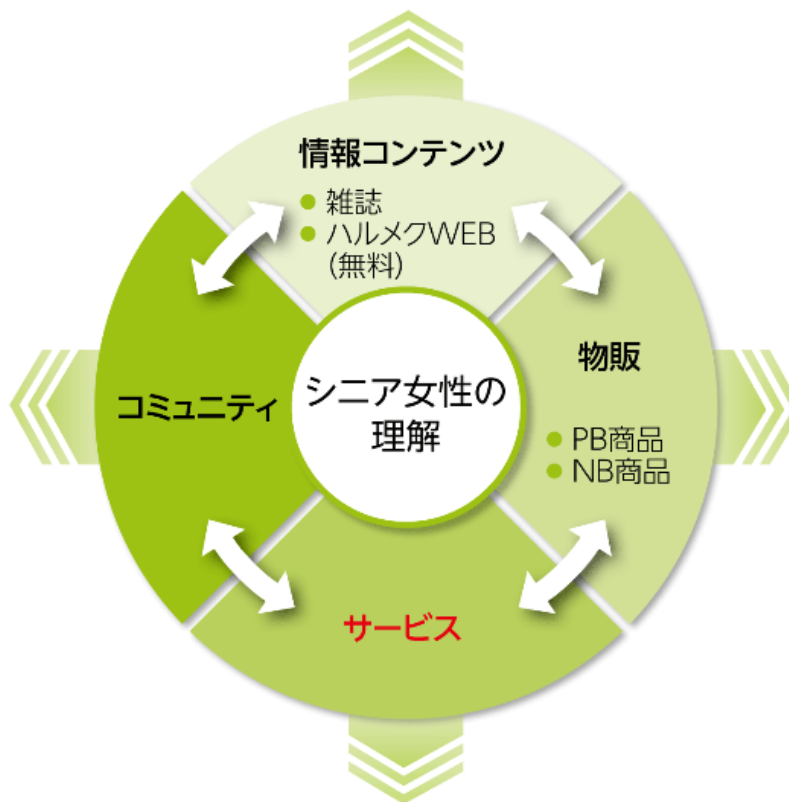 情報コンテンツ
● 雑誌
● ハルメクWEB
(無料)
物販
● PB商品
● NB商品
シニア女性の
理解
コミュニティ
サービス